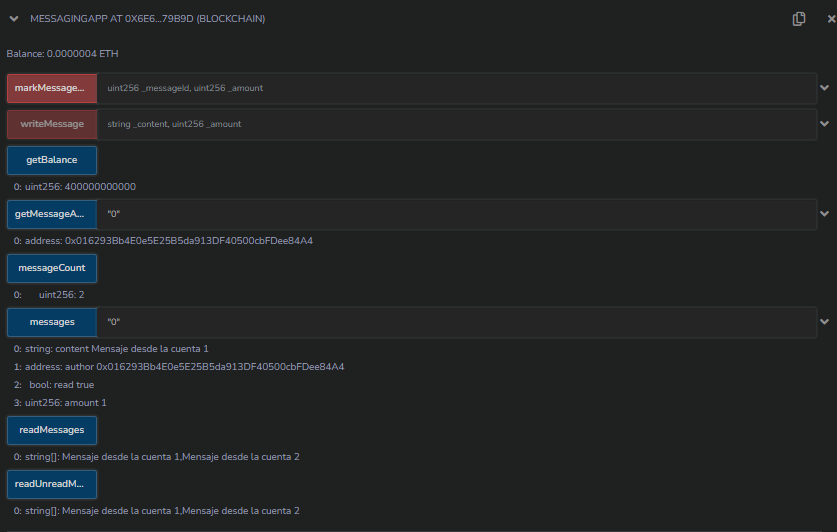 MESSAGINGAPP AT 0X6E6...79B9D (BLOCKCHAIN)
Balance: 0.0000004 ETH
markMessage... uint256 _messageId, uint256 _amount
writeMessage string _content, uint256 _amount
getBalance
0: uint256: 400000000000
getMessageA... "0"
0: address: 0x016293Bb4E0e5E25B5da913DF40500cbFDee84A4
messageCount
0: uint256: 2
messages "0"
0: string: content Mensaje desde la cuenta 1
1: address: author 0x016293Bb4E0e5E25B5da913DF40500cbFDee84A4
2: bool: read true
3: uint256: amount 1
readMessages
0: string[]: Mensaje desde la cuenta 1,Mensaje desde la cuenta 2
readUnreadM...
0: string[]: Mensaje desde la cuenta 1,Mensaje desde la cuenta 2